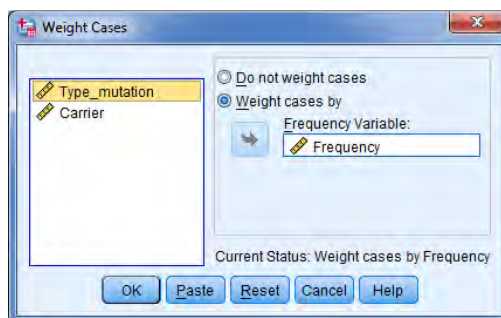 Weight Cases
Type_mutation
Carrier
Do not weight cases
Weight cases by
Frequency Variable:
Frequency
Current Status: Weight cases by Frequency
OK Paste Reset Cancel Help